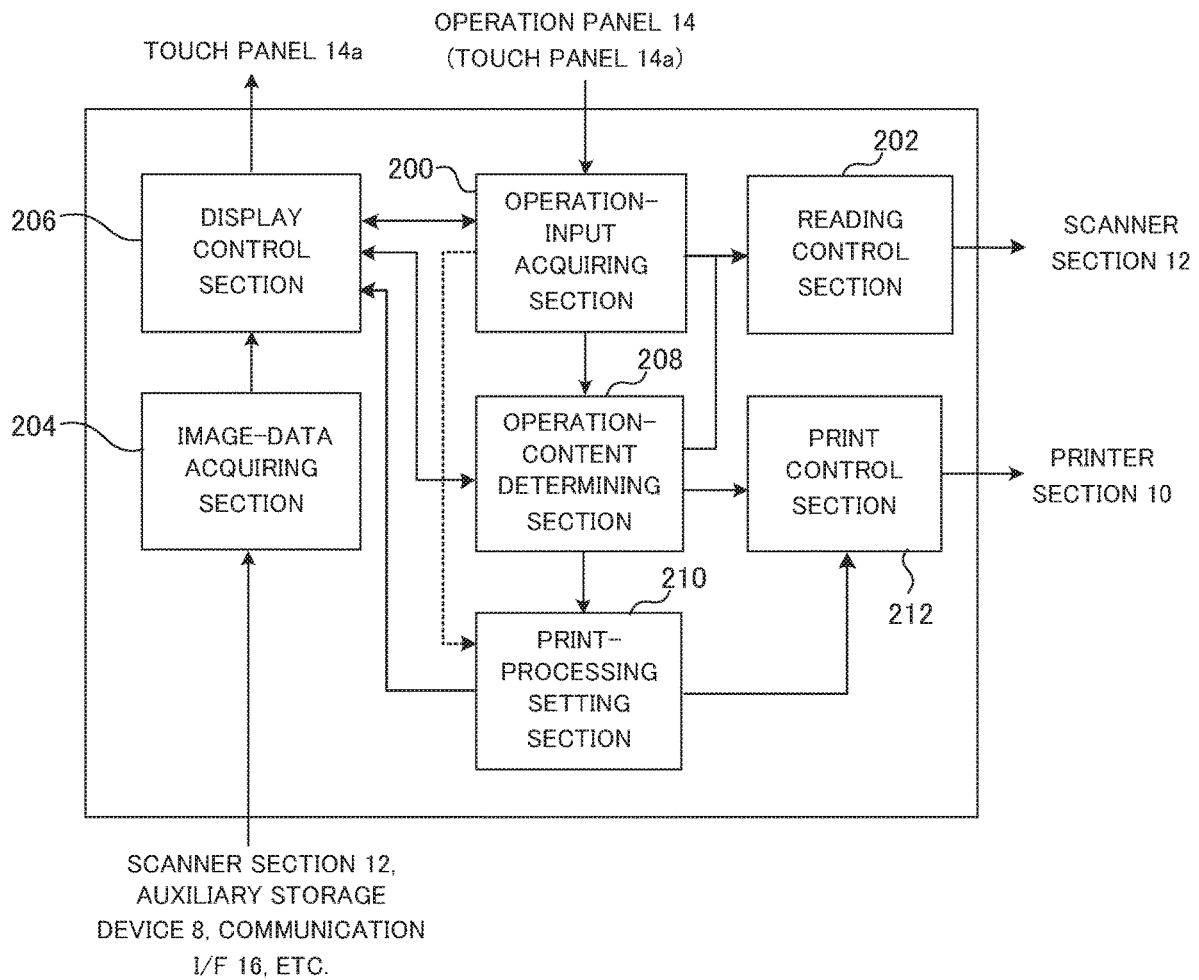 OPERATION PANEL 14
(TOUCH PANEL 14a)
TOUCH PANEL 14a
200
202
206
DISPLAY
CONTROL
SECTION
OPERATION-
INPUT
ACQUIRING
SECTION
READING
CONTROL
SECTION
SCANNER
SECTION 12
204
IMAGE-DATA
ACQUIRING
SECTION
208
OPERATION-
CONTENT
DETERMINING
SECTION
PRINT
CONTROL
SECTION
PRINTER
SECTION 10
210
212
PRINT-
PROCESSING
SETTING
SECTION
SCANNER SECTION 12,
AUXILIARY STORAGE
DEVICE 8, COMMUNICATION
I/F 16, ETC.